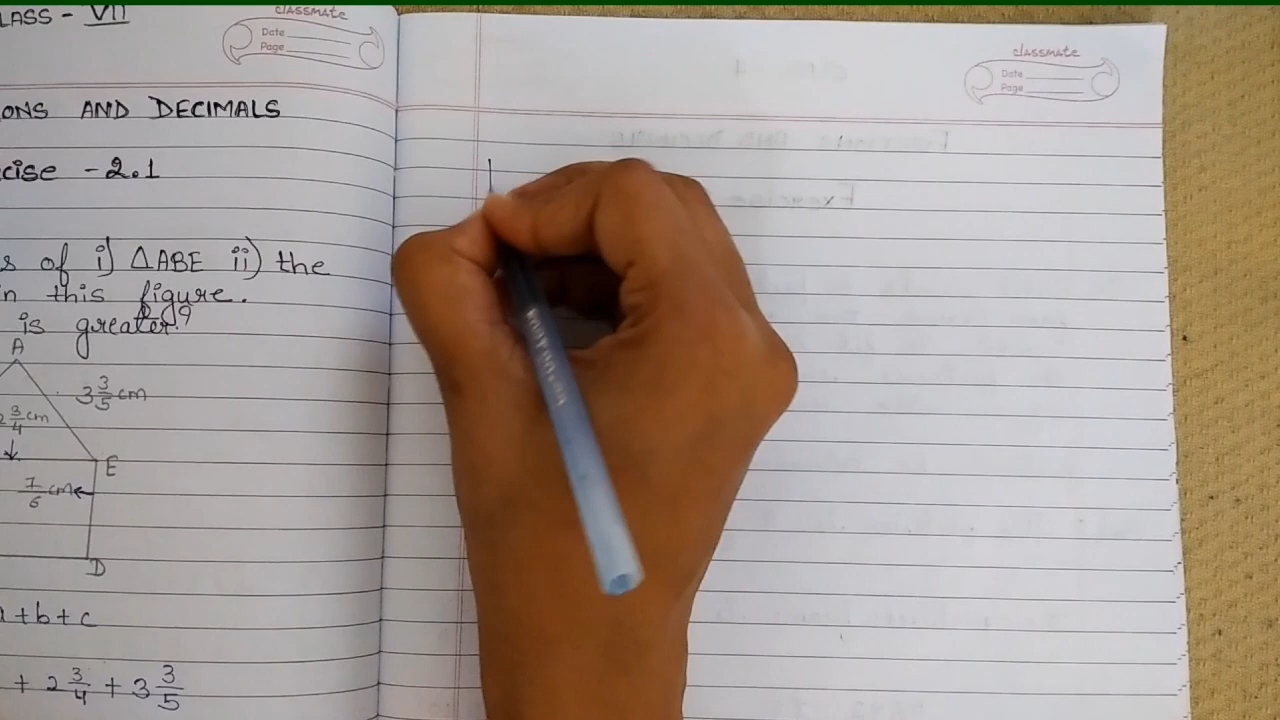 LASS - VII
classmate
Date
Page
classmate
Date
Page
ONS AND DECIMALS
cise - 2.1
s of i) ΔABE ii) the
n this figure.
is greater?
A
3 3/5 cm
2 3/4 cm
E
7/6 cm
D
+ b + c
+ 2 3/4 + 3 3/5